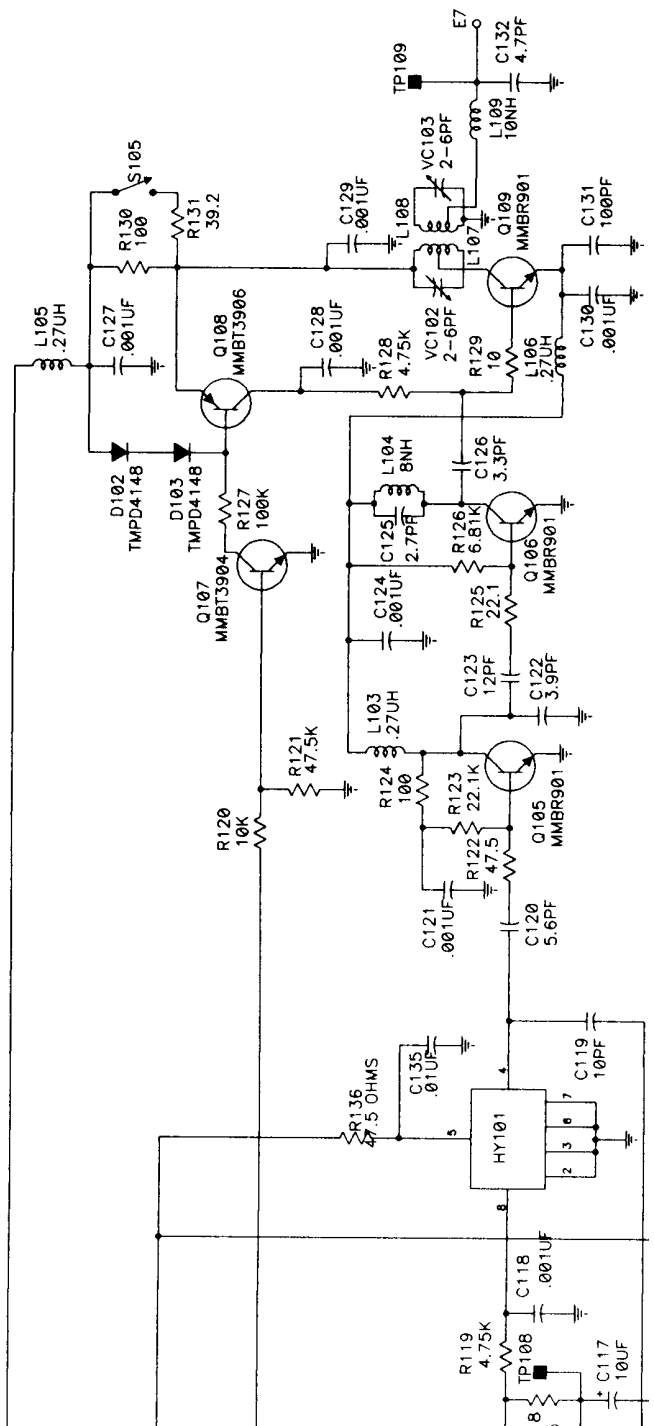 E7
C132
4.7PF
TP109
L109
10NH
VC103
2-6PF
L108
L107
S105
R131
39.2
R130
100
C129
.001UF
Q109
MMBR901
C131
100PF
C130
.001UF
VC102
2-6PF
L105
.27UH
C127
.001UF
Q108
MMBT3906
C128
.001UF
R128
4.75K
R129
10
L106
.27UH
D102
TMPD4148
D103
TMPD4148
R127
100K
Q107
MMBT3904
L104
8NH
C125
2.7PF
C126
3.3PF
R126
6.81K
Q106
MMBR901
R125
22.1
C124
.001UF
C123
12PF
C122
3.9PF
L103
.27UH
R124
100
R123
22.1K
R122
47.5
Q105
MMBR901
R121
47.5K
R120
10K
C121
.001UF
C120
5.6PF
R136
47.5 OHMS
C135
.01UF
C119
10PF
HY101
4
5
8
2
3
6
7
C118
.001UF
R119
4.75K
TP108
+
C117
10UF
8